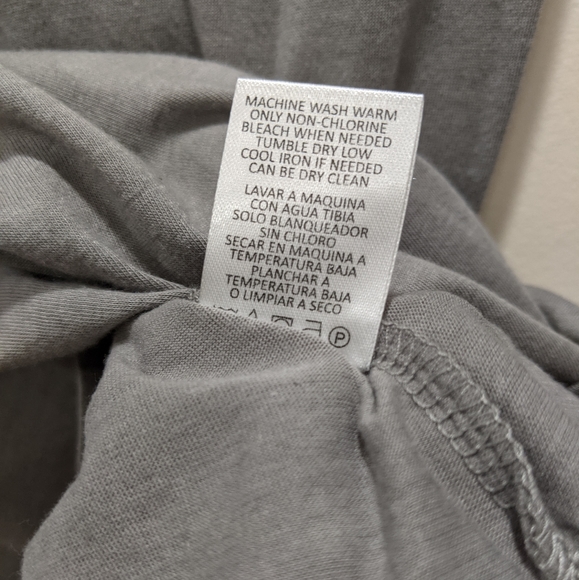 MACHINE WASH WARM
ONLY NON-CHLORINE
BLEACH WHEN NEEDED
TUMBLE DRY LOW
COOL IRON IF NEEDED
CAN BE DRY CLEAN
LAVAR A MAQUINA
CON AGUA TIBIA
SOLO BLANQUEADOR
SIN CHLORO
SECAR EN MAQUINA A
TEMPERATURA BAJA
PLANCHAR A
TEMPERATURA BAJA
O LIMPIAR A SECO
P